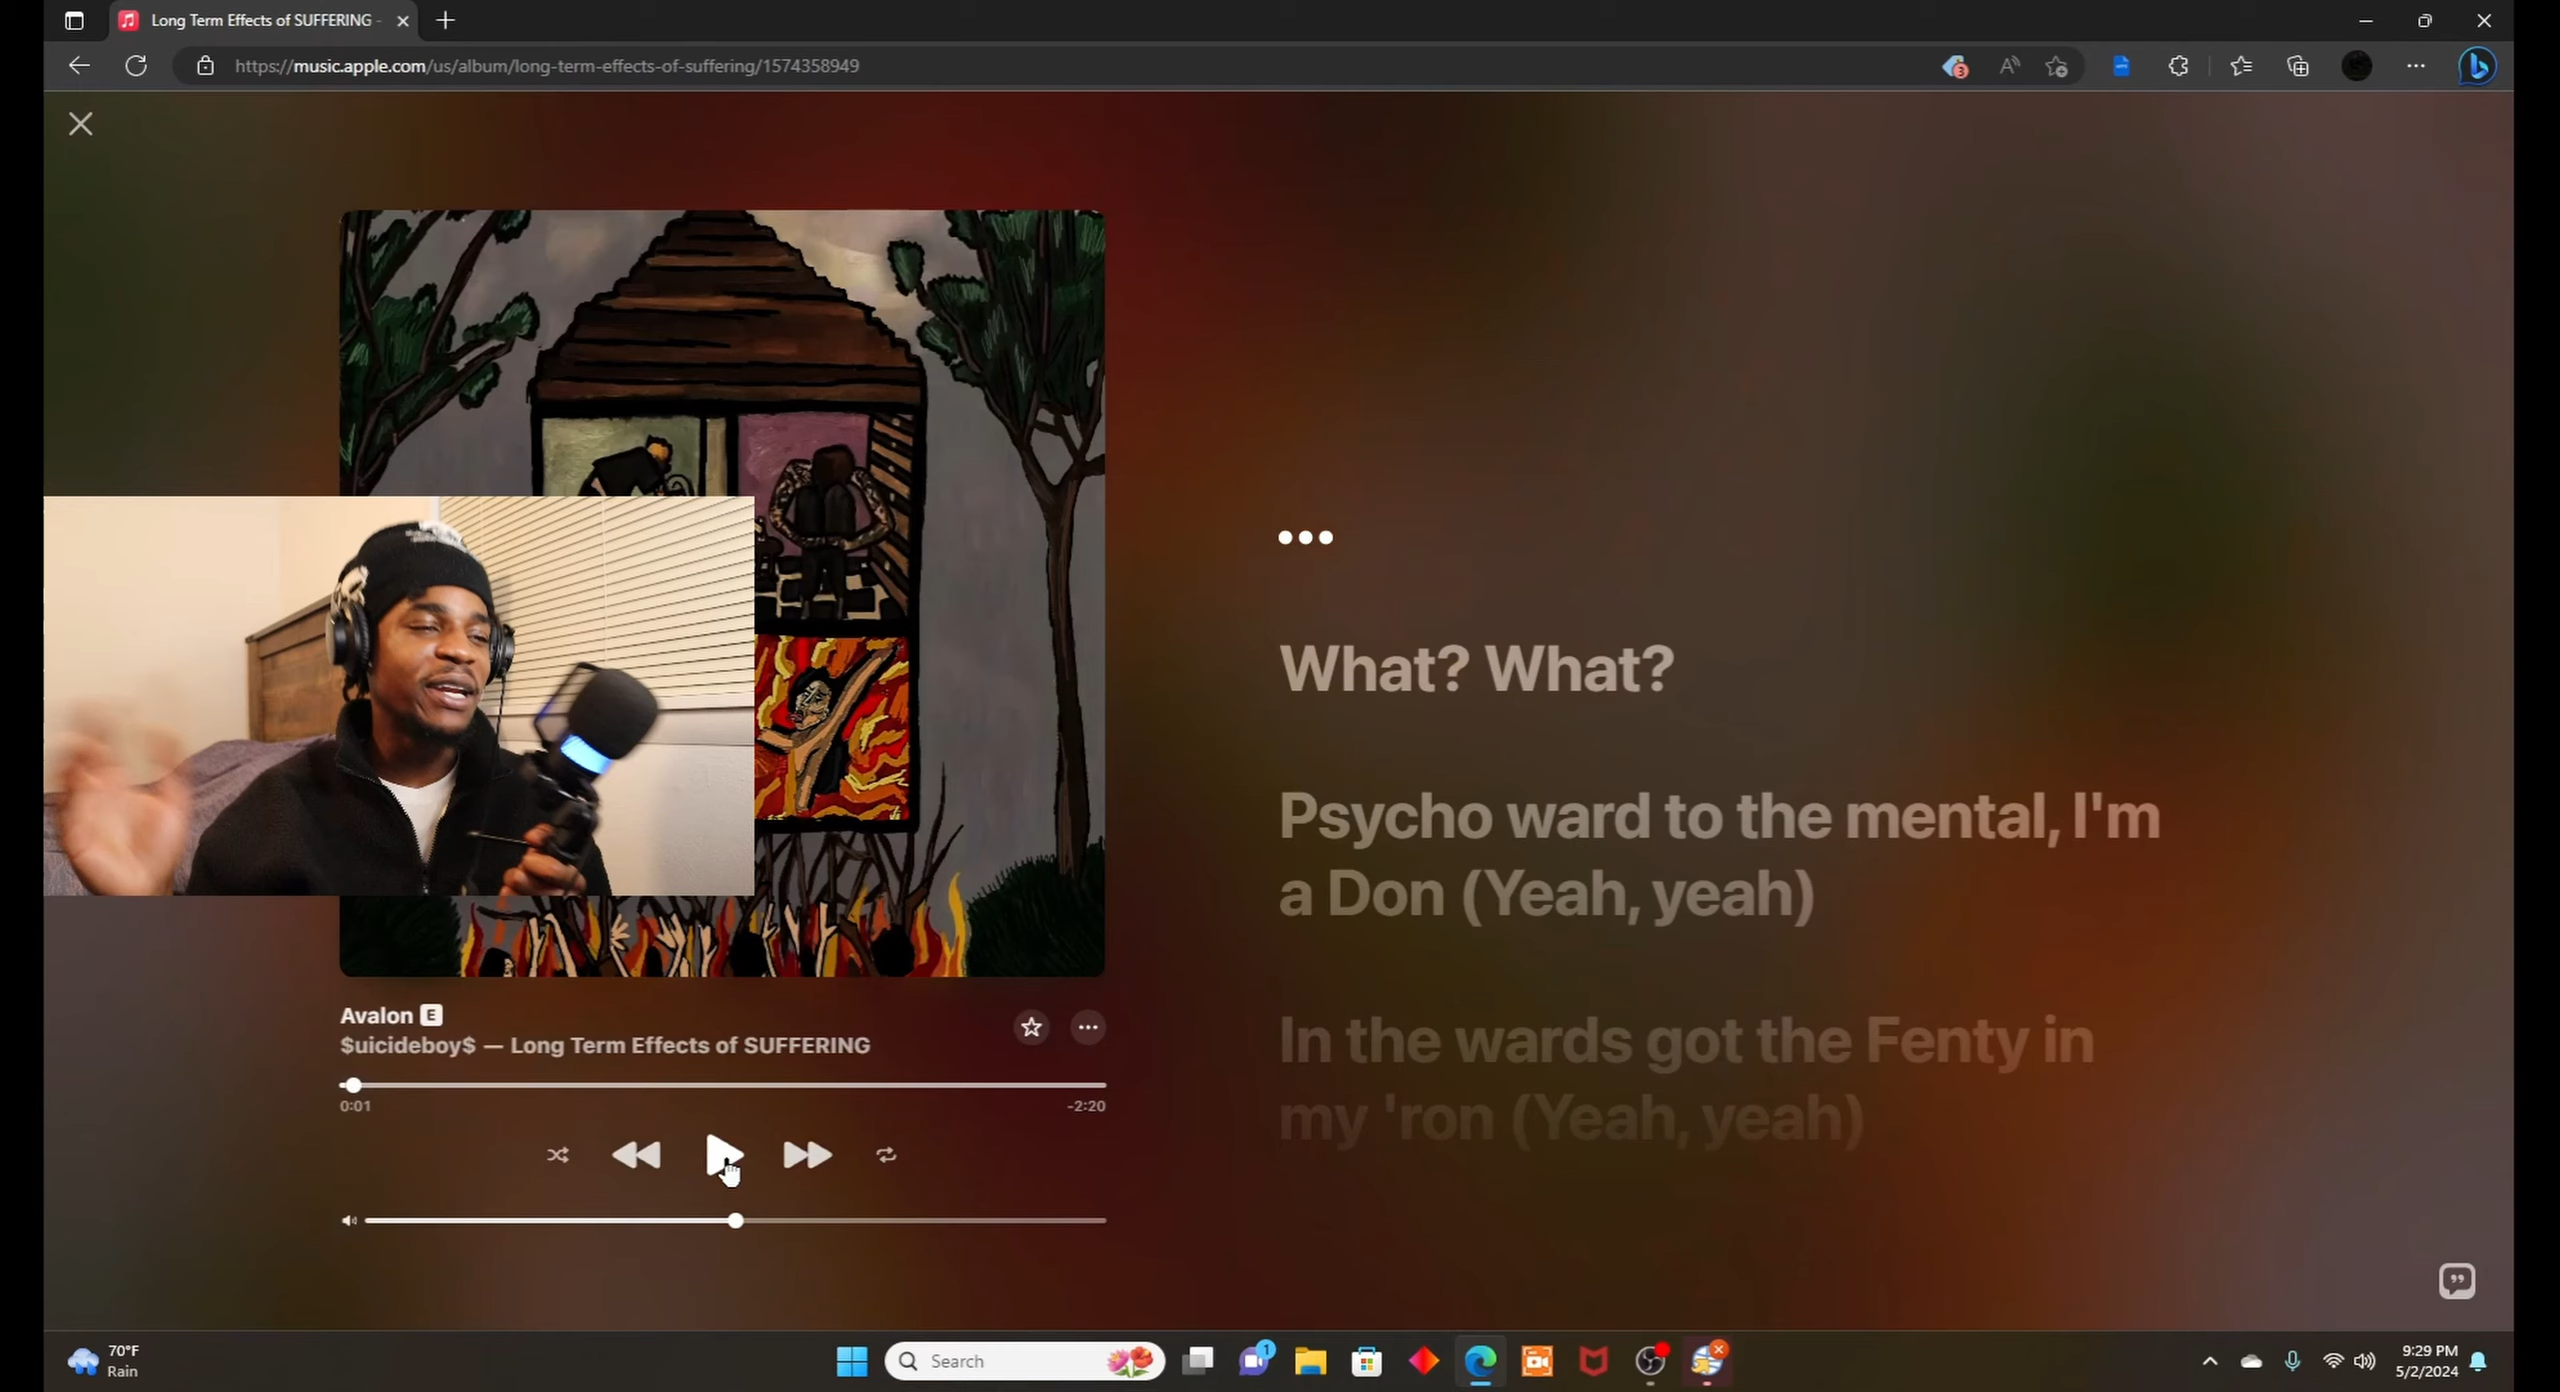 Long Term Effects of SUFFERING -
https://music.apple.com/us/album/long-term-effects-of-suffering/1574358949
3
What? What?
Psycho ward to the mental, I'm
a Don (Yeah, yeah)
In the wards got the Fenty in
my 'ron (Yeah, yeah)
Avalon E
$uicideboy$ — Long Term Effects of SUFFERING
0:01
-2:20
70°F
Rain
Search
1
9:29 PM
5/2/2024